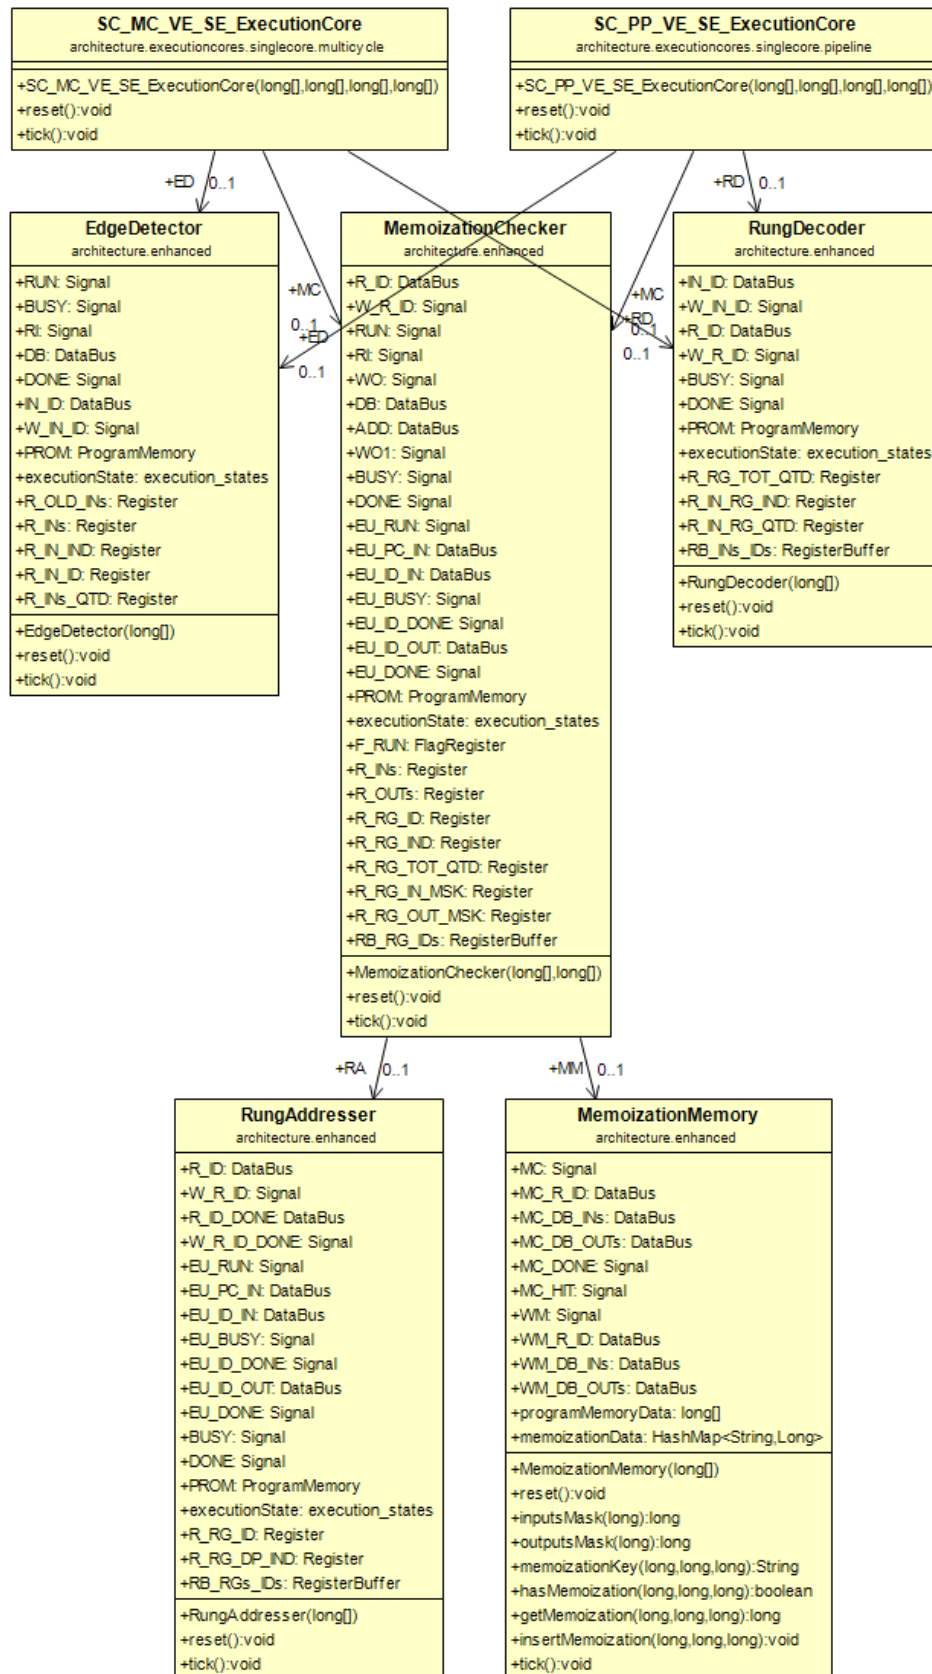 SC_MC_VE_SE_ExecutionCore
architecture.executioncores.singlecore.multicycle
+SC_MC_VE_SE_ExecutionCore(long[],long[],long[],long[])
+reset():void
+tick():void
SC_PP_VE_SE_ExecutionCore
architecture.executioncores.singlecore.pipeline
+SC_PP_VE_SE_ExecutionCore(long[],long[],long[],long[])
+reset():void
+tick():void
+ED 0..1
+RD 0..1
+MC
0..1
+ED
0..1
+MC
+RD
0..1
0..1
EdgeDetector
architecture.enhanced
+RUN: Signal
+BUSY: Signal
+RI: Signal
+DB: DataBus
+DONE: Signal
+IN_ID: DataBus
+W_IN_ID: Signal
+PROM: ProgramMemory
+executionState: execution_states
+R_OLD_INs: Register
+R_INs: Register
+R_IN_IND: Register
+R_IN_ID: Register
+R_INs_QTD: Register
+EdgeDetector(long[])
+reset():void
+tick():void
MemoizationChecker
architecture.enhanced
+R_ID: DataBus
+W_R_ID: Signal
+RUN: Signal
+RI: Signal
+WO: Signal
+DB: DataBus
+ADD: DataBus
+WO1: Signal
+BUSY: Signal
+DONE: Signal
+EU_RUN: Signal
+EU_PC_IN: DataBus
+EU_ID_IN: DataBus
+EU_BUSY: Signal
+EU_ID_DONE: Signal
+EU_ID_OUT: DataBus
+EU_DONE: Signal
+PROM: ProgramMemory
+executionState: execution_states
+F_RUN: FlagRegister
+R_INs: Register
+R_OUTs: Register
+R_RG_ID: Register
+R_RG_IND: Register
+R_RG_TOT_QTD: Register
+R_RG_IN_MSK: Register
+R_RG_OUT_MSK: Register
+RB_RG_IDs: RegisterBuffer
+MemoizationChecker(long[],long[])
+reset():void
+tick():void
RungDecoder
architecture.enhanced
+IN_ID: DataBus
+W_IN_ID: Signal
+R_ID: DataBus
+W_R_ID: Signal
+BUSY: Signal
+DONE: Signal
+PROM: ProgramMemory
+executionState: execution_states
+R_RG_TOT_QTD: Register
+R_IN_RG_IND: Register
+R_IN_RG_QTD: Register
+RB_INs_IDs: RegisterBuffer
+RungDecoder(long[])
+reset():void
+tick():void
+RA 0..1
+MM 0..1
RungAddresser
architecture.enhanced
+R_ID: DataBus
+W_R_ID: Signal
+R_ID_DONE: DataBus
+W_R_ID_DONE: Signal
+EU_RUN: Signal
+EU_PC_IN: DataBus
+EU_ID_IN: DataBus
+EU_BUSY: Signal
+EU_ID_DONE: Signal
+EU_ID_OUT: DataBus
+EU_DONE: Signal
+BUSY: Signal
+DONE: Signal
+PROM: ProgramMemory
+executionState: execution_states
+R_RG_ID: Register
+R_RG_DP_IND: Register
+RB_RGs_IDs: RegisterBuffer
+RungAddresser(long[])
+reset():void
+tick():void
MemoizationMemory
architecture.enhanced
+MC: Signal
+MC_R_ID: DataBus
+MC_DB_INs: DataBus
+MC_DB_OUTs: DataBus
+MC_DONE: Signal
+MC_HIT: Signal
+WM: Signal
+WM_R_ID: DataBus
+WM_DB_INs: DataBus
+WM_DB_OUTs: DataBus
+programMemoryData: long[]
+memoizationData: HashMap<String,Long>
+MemoizationMemory(long[])
+reset():void
+inputsMask(long):long
+outputsMask(long):long
+memoizationKey(long,long,long):String
+hasMemoization(long,long,long):boolean
+getMemoization(long,long,long):long
+insertMemoization(long,long,long):void
+tick():void